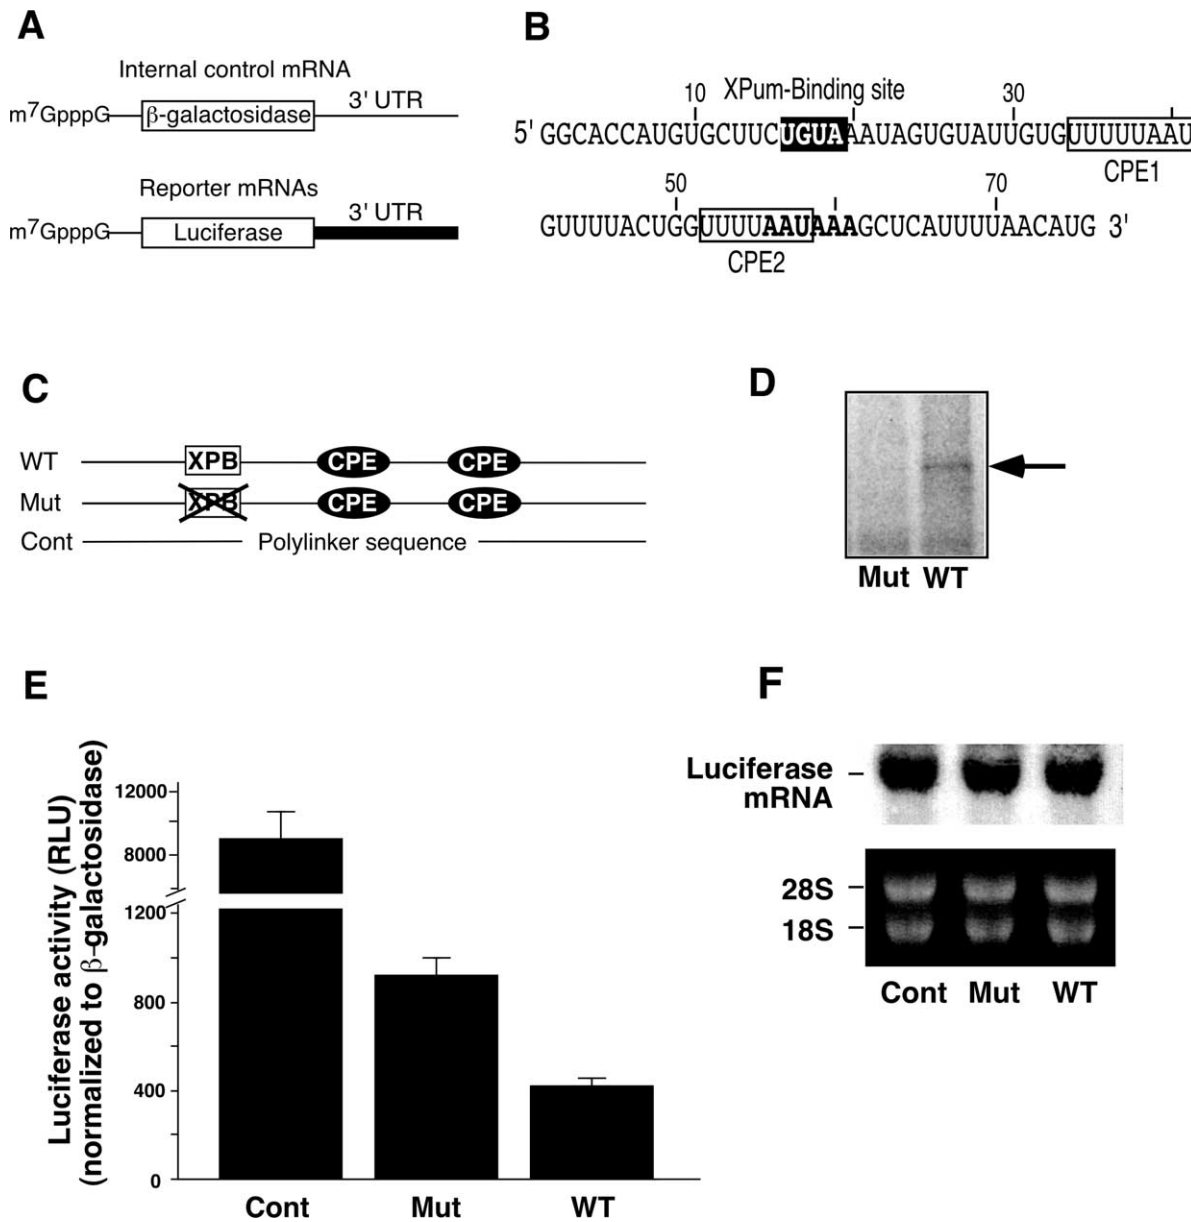 A
Internal control mRNA
m7GpppG β-galactosidase 3' UTR
Reporter mRNAs
m7GpppG Luciferase 3' UTR
B
10 XPum-Binding site 30
5' GGCACCAUGUGCUUCUGUAAAUAGUGUAUUGUGUUUUUAAU
CPE1
50 70
GUUUUACUGGUUUUAAUAAAGCUCAUUUUAACAUG 3'
CPE2
C
WT XPB CPE CPE
Mut XPB CPE CPE
Cont Polylinker sequence
D
Mut WT
E
Luciferase activity (RLU)
(normalized to β-galactosidase)
12000
8000
1200
800
400
0
Cont Mut WT
F
Luciferase
mRNA
28S
18S
Cont Mut WT